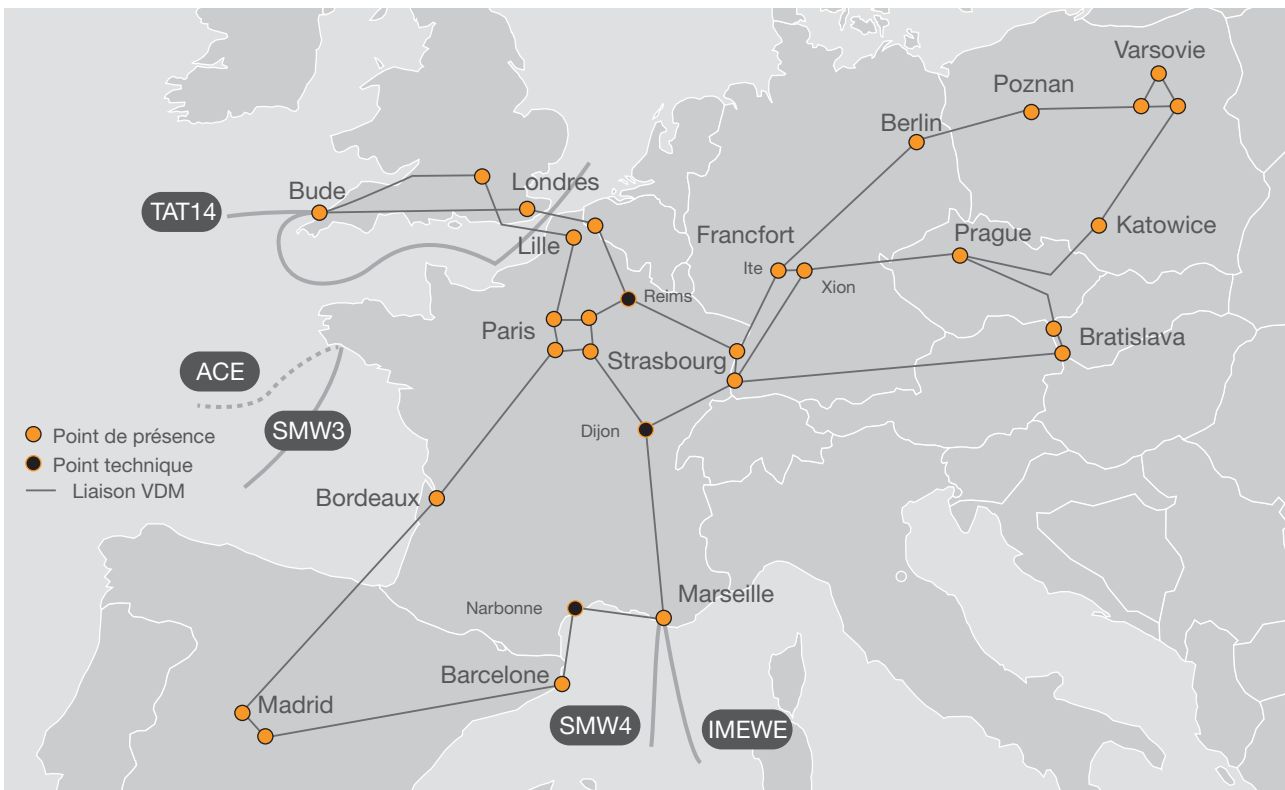 Varsovie
Poznan
Berlin
Bude
Londres
TAT14
Lille
Francfort
Prague
Katowice
Ite
Xion
Reims
Paris
Strasbourg
Bratislava
ACE
SMW3
Point de présence
Point technique
Liaison VDM
Dijon
Bordeaux
Marseille
Narbonne
Barcelone
Madrid
SMW4
IMEWE